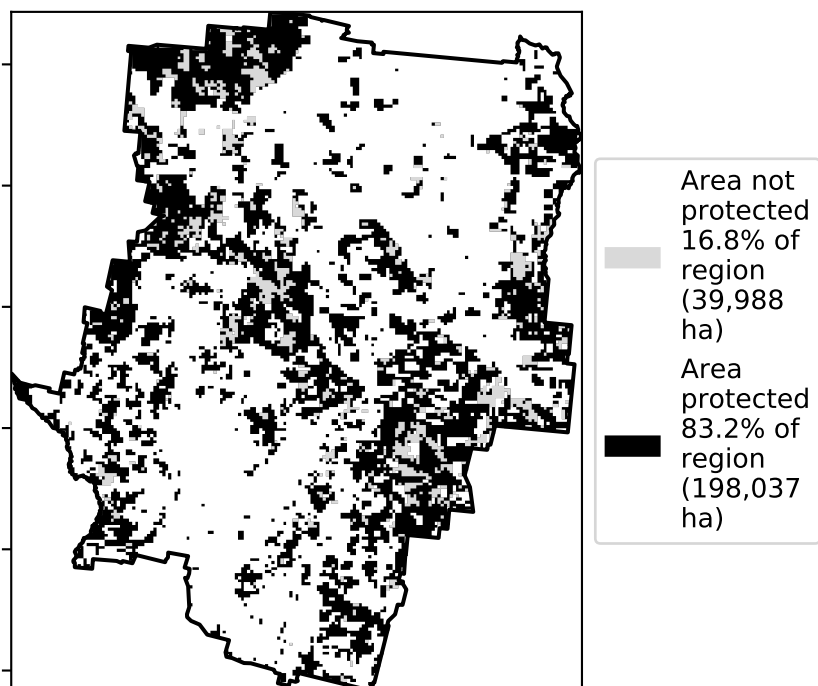 Area not
protected
16.8% of
region
(39,988
ha)
Area
protected
83.2% of
region
(198,037
ha)